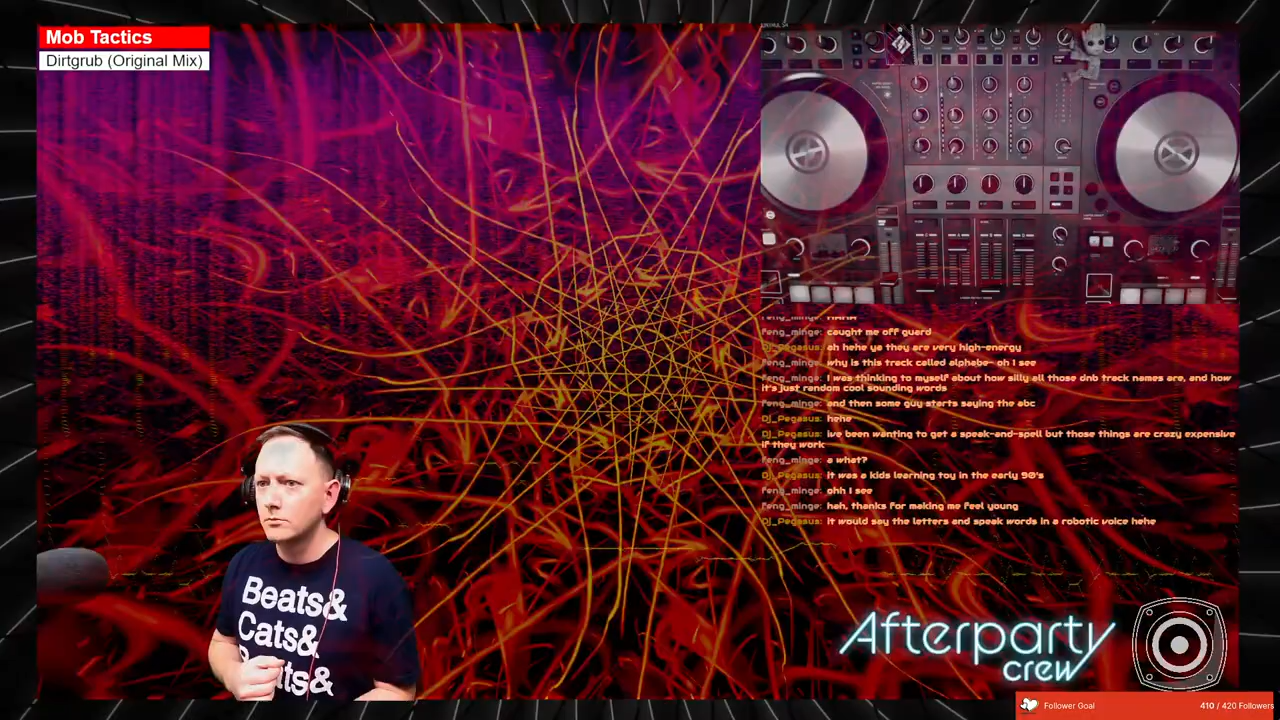 Mob Tactics
Dirtgrub (Original Mix)
Feng_minge: caught me off guard
Dj_Pegasus: ah hehe ya they are very high-energy
Feng_minge: why is this track called alphabe- oh I see
Feng_minge: I was thinking to myself about how silly all those dnb track names are, and how
it's just random cool sounding words
Feng_minge: and then some guy starts saying the abc
Dj_Pegasus: hehe
Dj_Pegasus: ive been wanting to get a speak-and-spell but those things are crazy expensive
if they work
Feng_minge: a what?
Dj_Pegasus: it was a kids learning toy in the early 90's
Feng_minge: ohh I see
Feng_minge: hah, thanks for making me feel young
Dj_Pegasus: it would say the letters and speak words in a robotic voice hehe
Beats&
Cats&
Afterparty
crew
Follower Goal
410 / 420 Followers